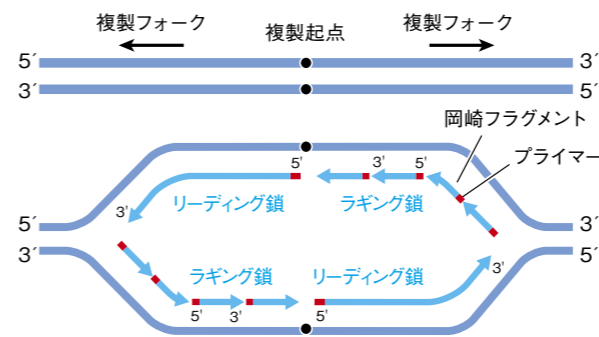 複製フォーク 複製起点 複製フォーク
5´ 3´
3´ 5´
岡崎フラグメント
プライマー
5' 3' 5'
リーディング鎖 ラギング鎖
3'
5´ 3´
3´
3'
ラギング鎖 リーディング鎖
5' 3' 5'
5´